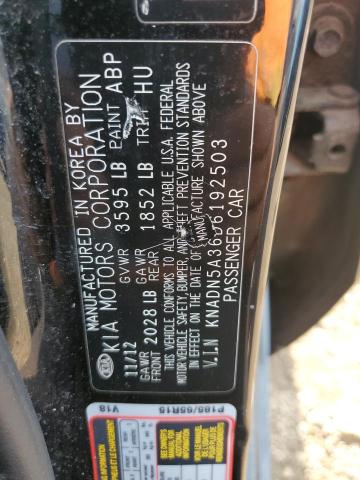 MANUFACTURED IN KOREA BY
KIA KIA MOTORS CORPORATION
11/12 GVWR 3595 LB PAINT ABP
GAWR FRONT 2028 LB GAWR REAR 1852 LB TRIM HU
THIS VEHICLE CONFORMS TO ALL APPLICABLE U.S.A. FEDERAL
MOTOR VEHICLE SAFETY, BUMPER, AND THEFT PREVENTION STANDARDS
IN EFFECT ON THE DATE OF MANUFACTURE SHOWN ABOVE
V.I.N KNADN5A36D6192503
PASSENGER CAR
V18
P185/65R15